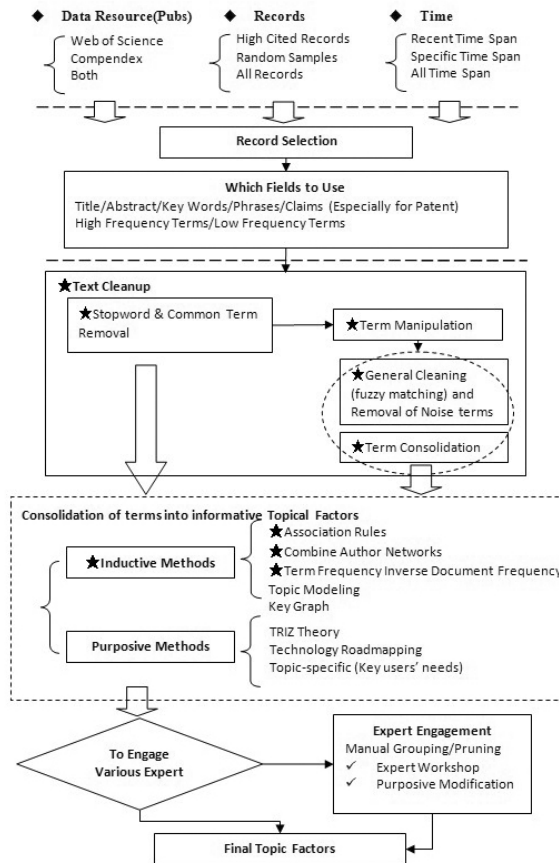 ◆ Data Resource(Pubs)
Web of Science
Compendex
Both
◆ Records
High Cited Records
Random Samples
All Records
◆ Time
Recent Time Span
Specific Time Span
All Time Span
Record Selection
Which Fields to Use
Title/Abstract/Key Words/Phrases/Claims (Especially for Patent)
High Frequency Terms/Low Frequency Terms
★Text Cleanup
★Stopword & Common Term
Removal
★Term Manipulation
★General Cleaning
(fuzzy matching) and
Removal of Noise terms
★Term Consolidation
Consolidation of terms into informative Topical Factors
★Inductive Methods
★Association Rules
★Combine Author Networks
★Term Frequency Inverse Document Frequency
Topic Modeling
Key Graph
Purposive Methods
TRIZ Theory
Technology Roadmapping
Topic-specific (Key users' needs)
To Engage
Various Expert
Expert Engagement
Manual Grouping/Pruning
✓ Expert Workshop
✓ Purposive Modification
Final Topic Factors